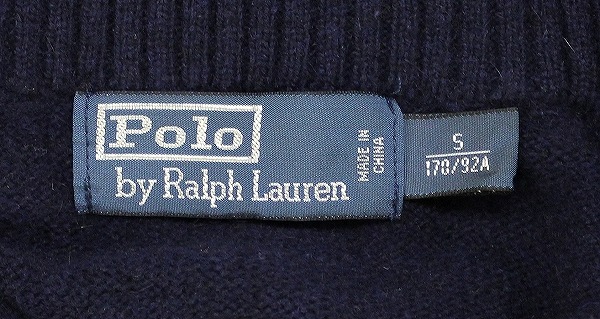 Polo
by Ralph Lauren
MADE IN
CHINA
S
170/92A